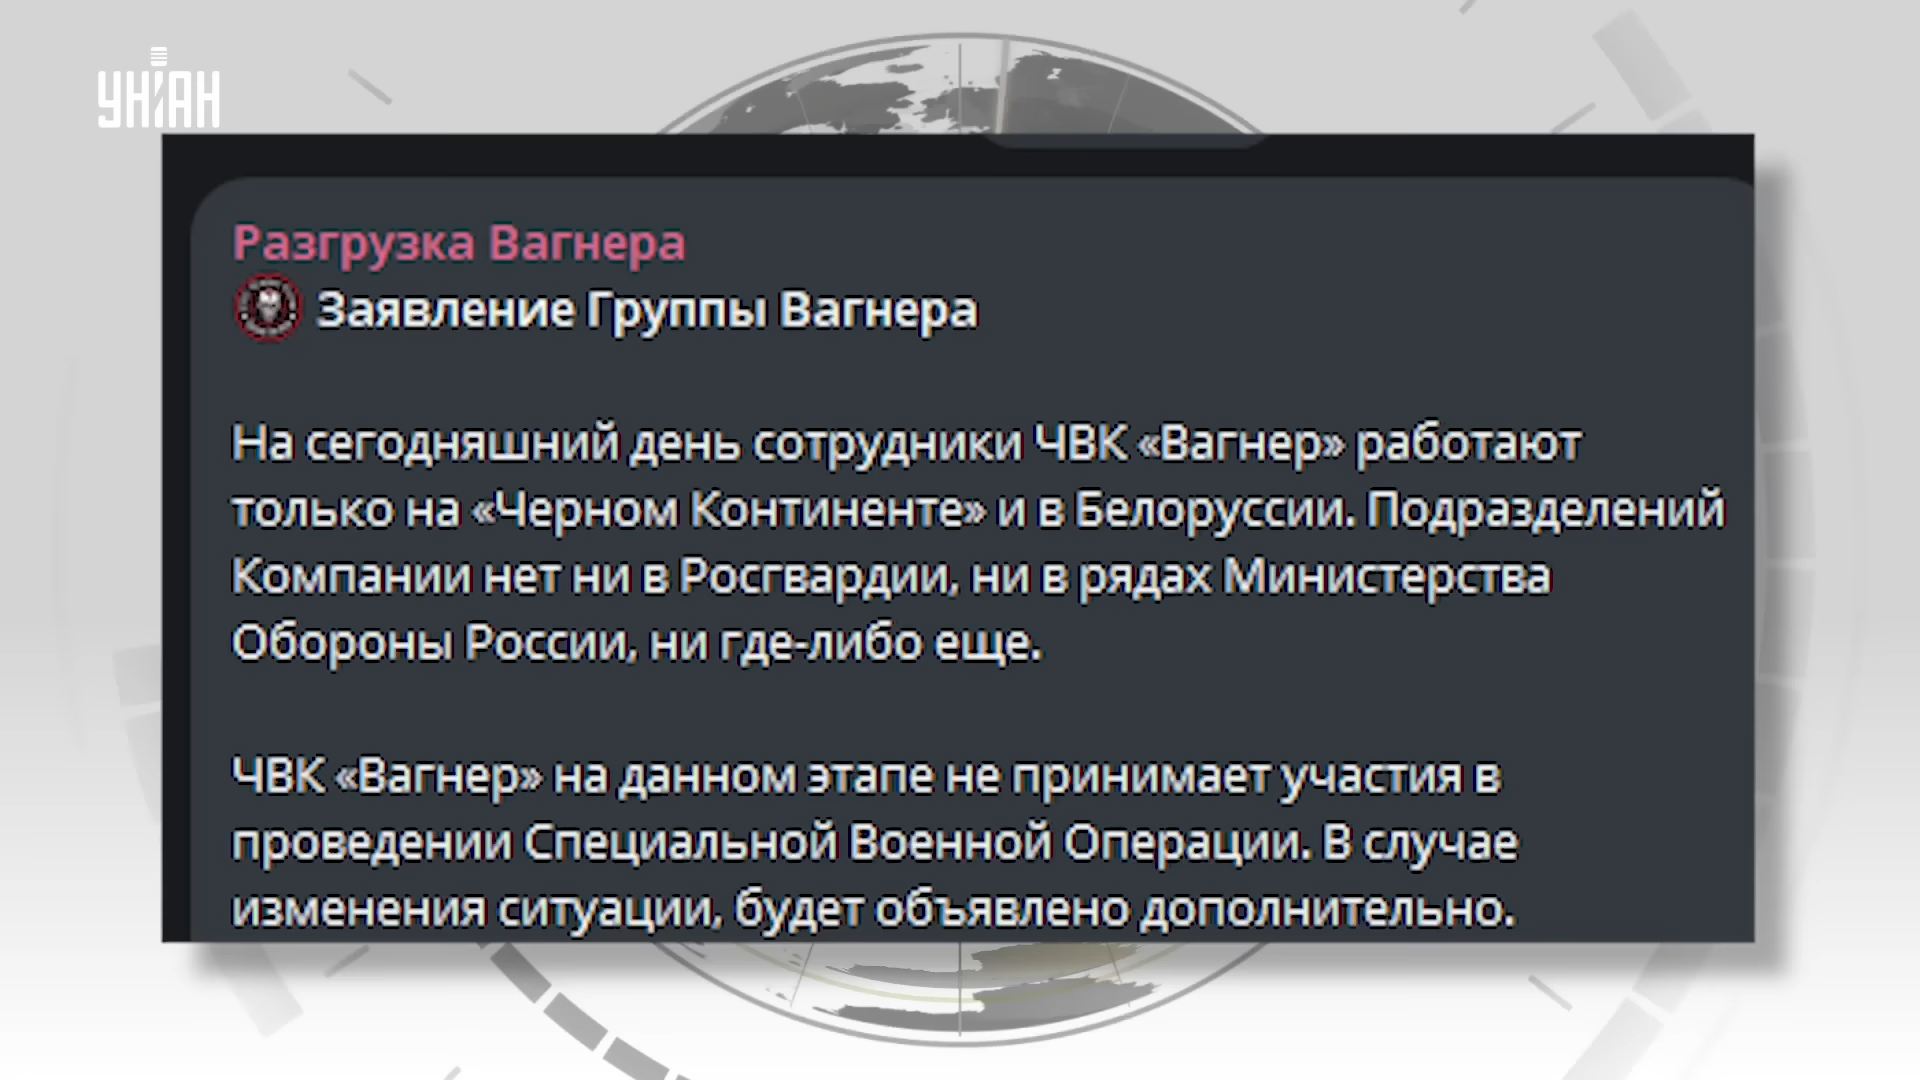 УНІАН
Разгрузка Вагнера
Заявление Группы Вагнера
На сегодняшний день сотрудники ЧВК «Вагнер» работают
только на «Черном Континенте» и в Белоруссии. Подразделений
Компании нет ни в Росгвардии, ни в рядах Министерства
Обороны России, ни где-либо еще.
ЧВК «Вагнер» на данном этапе не принимает участия в
проведении Специальной Военной Операции. В случае
изменения ситуации, будет объявлено дополнительно.